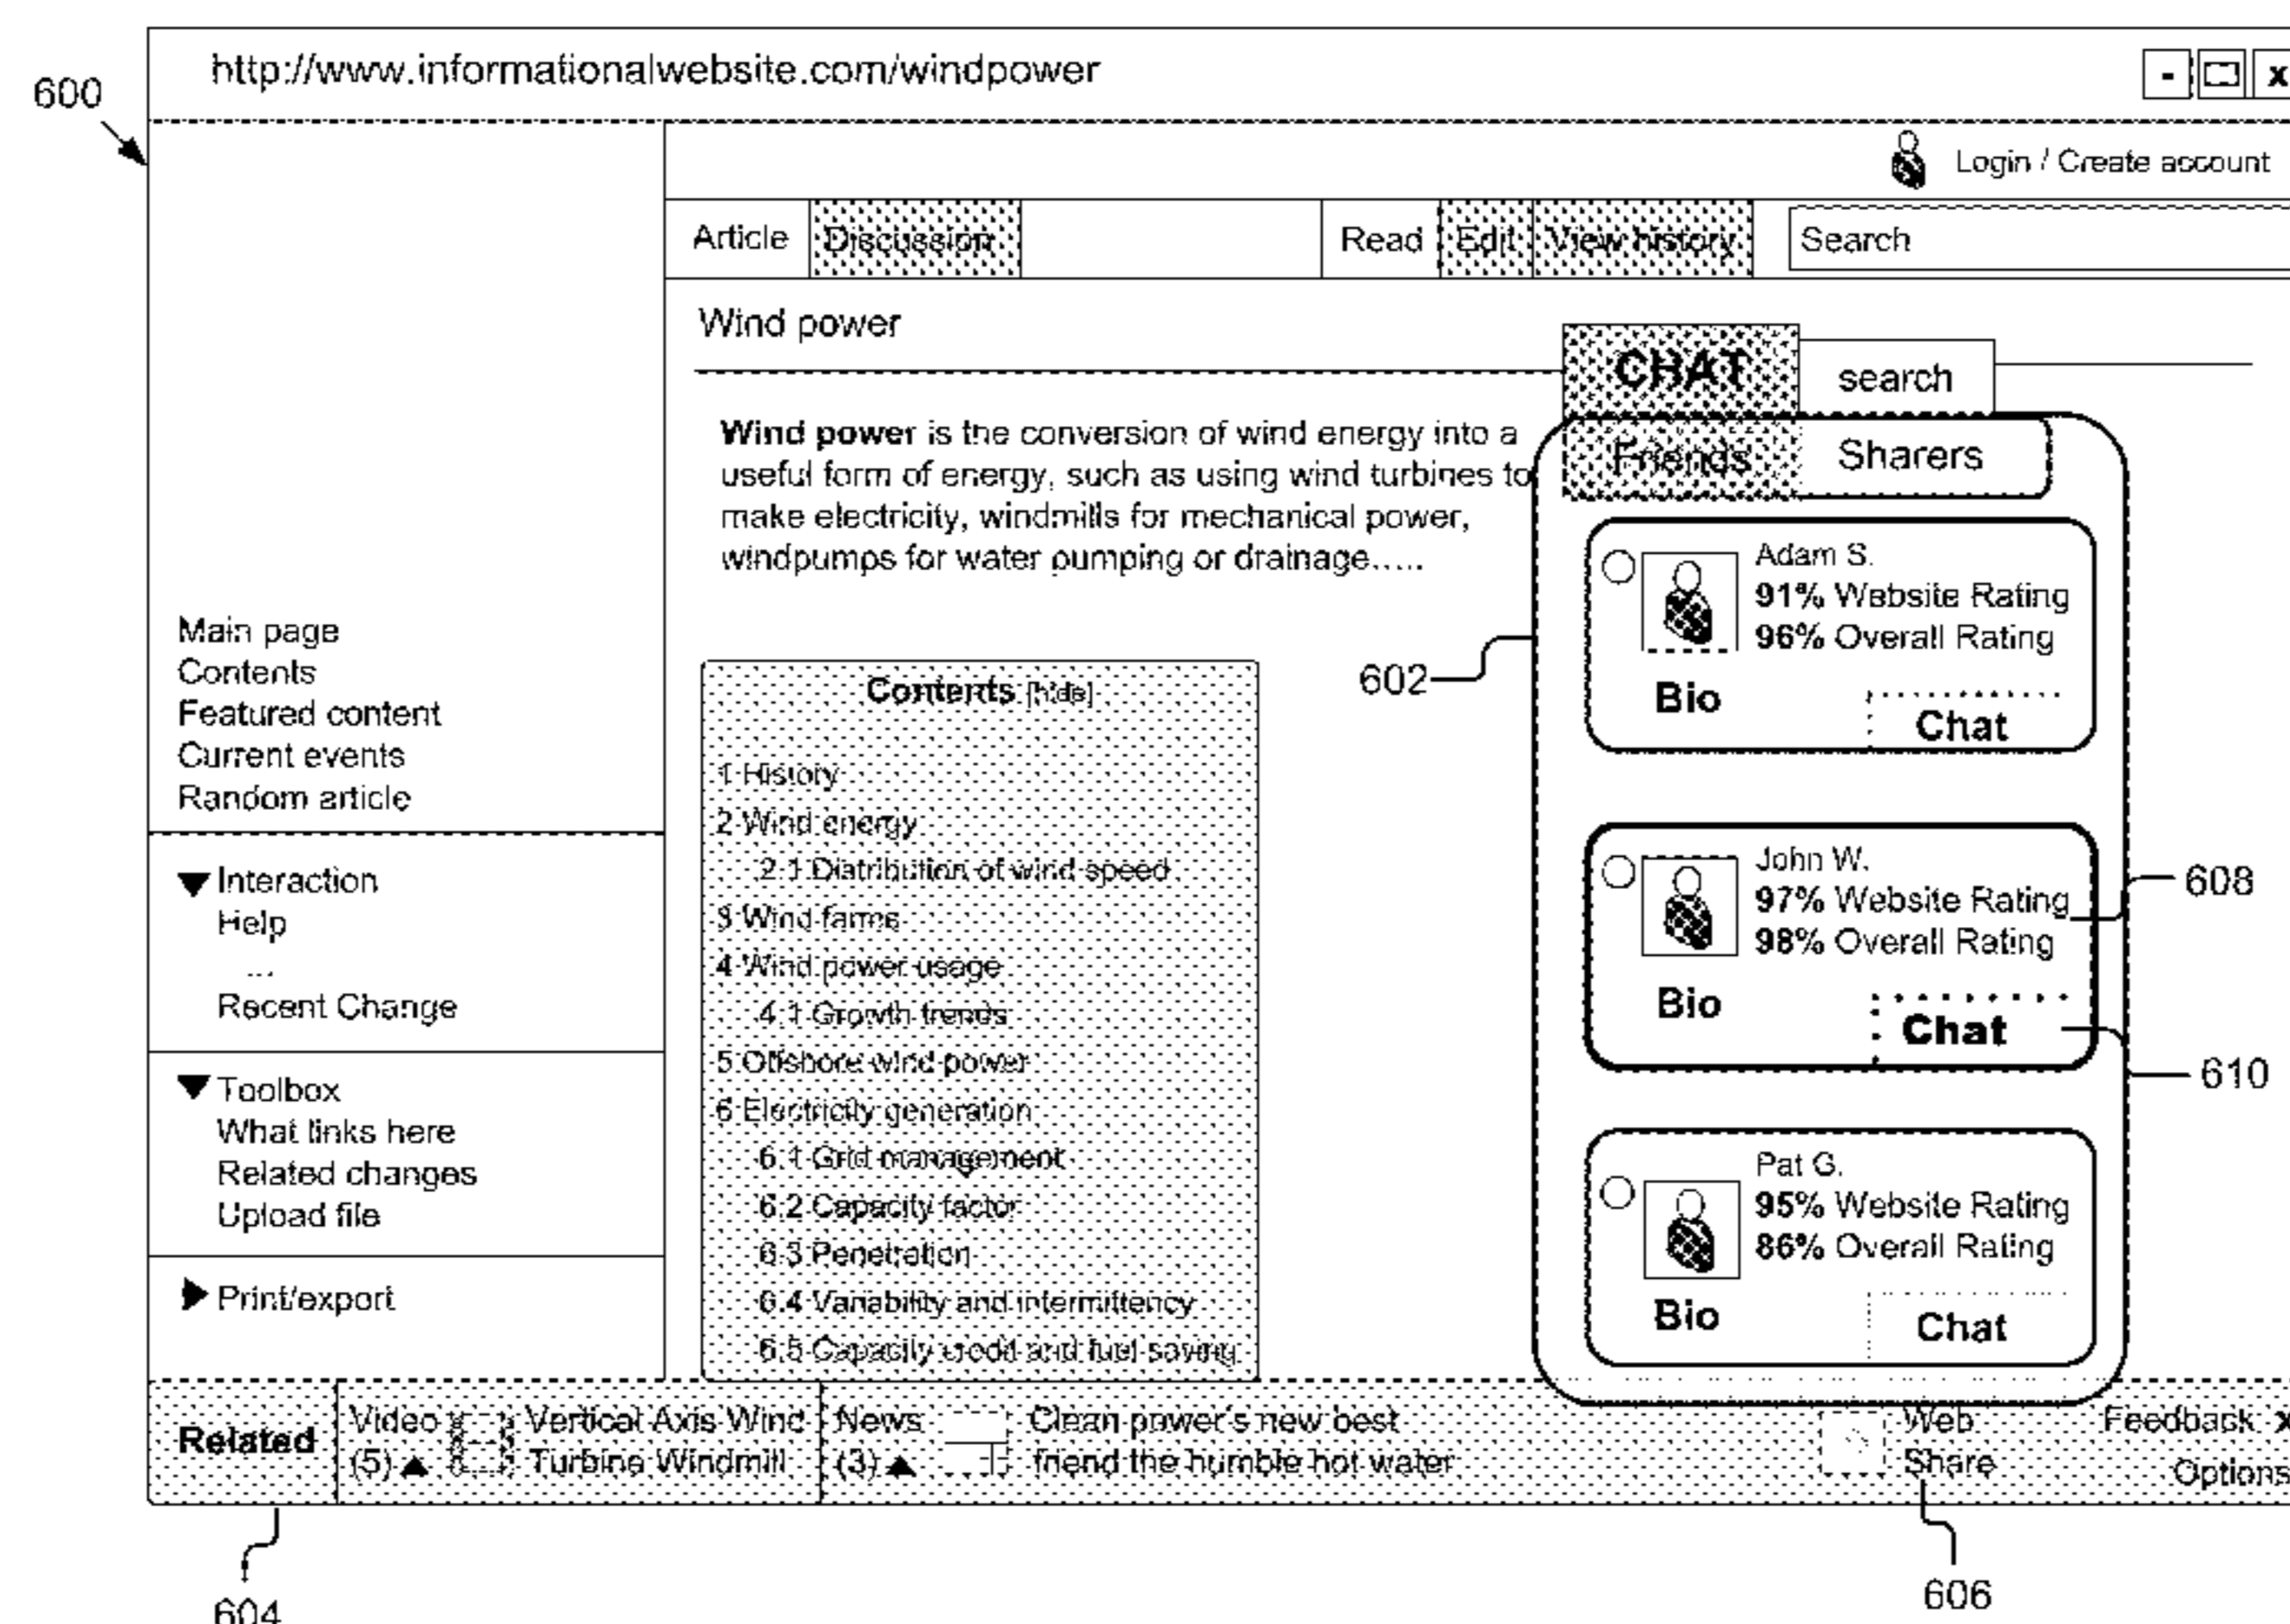 http://www.informationalwebsite.com/windpower
- x
600
Login / Create account
Article Discussion Read Edit View history Search
Wind power
CHAT search
Friends Sharers
Wind power is the conversion of wind energy into a
useful form of energy, such as using wind turbines to
make electricity, windmills for mechanical power,
windpumps for water pumping or drainage.....
Main page
Contents
Featured content
Current events
Random article
Interaction
Help
...
Recent Change
Toolbox
What links here
Related changes
Upload file
Print/export
Contents [hide]
1 History
2 Wind energy
2.1 Distribution of wind speed
3 Wind farms
4 Wind power usage
4.1 Growth trends
5 Offshore wind power
6 Electricity generation
6.1 Grid management
6.2 Capacity factor
6.3 Penetration
6.4 Variability and intermittency
6.5 Capacity credit and fuel saving
602
Adam S.
91% Website Rating
96% Overall Rating
Bio
Chat
John W.
97% Website Rating
98% Overall Rating
Bio
Chat
608
610
Pat G.
95% Website Rating
86% Overall Rating
Bio
Chat
Related
Video
(5)
Vertical Axis Wind
Turbine Windmill
News
(3)
Clean power's new best
friend the humble hot water
Web
Share
Feedback x
Options
604
606